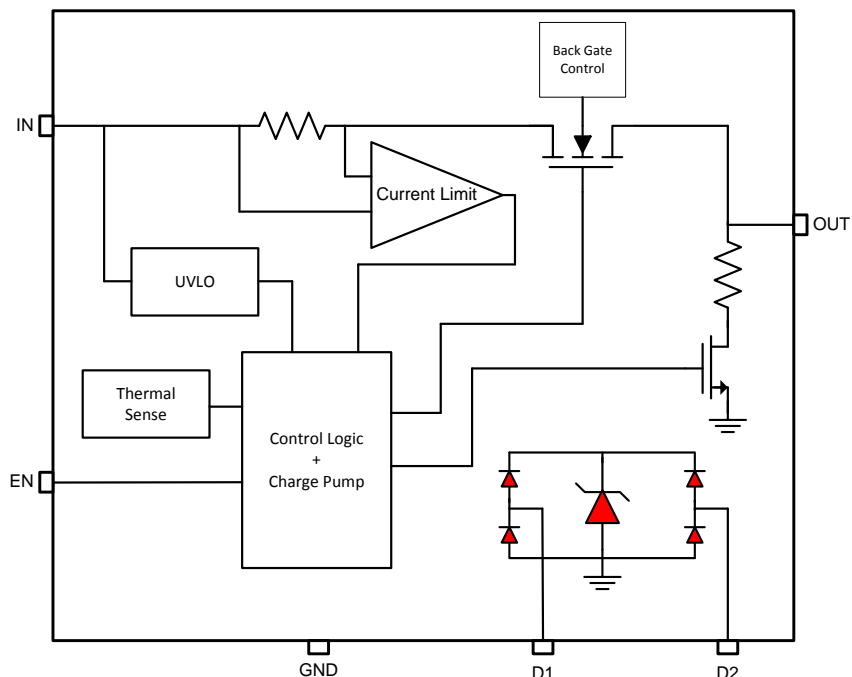 Back Gate
Control
IN
Current Limit
OUT
UVLO
Thermal
Sense
Control Logic
+
Charge Pump
EN
GND
D1
D2